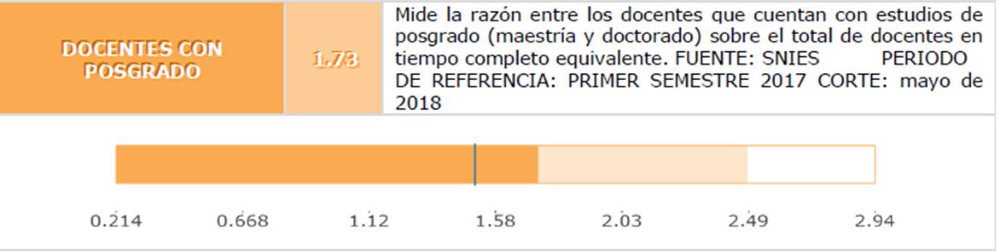 DOCENTES CON
POSGRADO
1.73
Mide la razón entre los docentes que cuentan con estudios de
posgrado (maestría y doctorado) sobre el total de docentes en
tiempo completo equivalente. FUENTE: SNIES PERIODO
DE REFERENCIA: PRIMER SEMESTRE 2017 CORTE: mayo de
2018
0.214 0.668 1.12 1.58 2.03 2.49 2.94